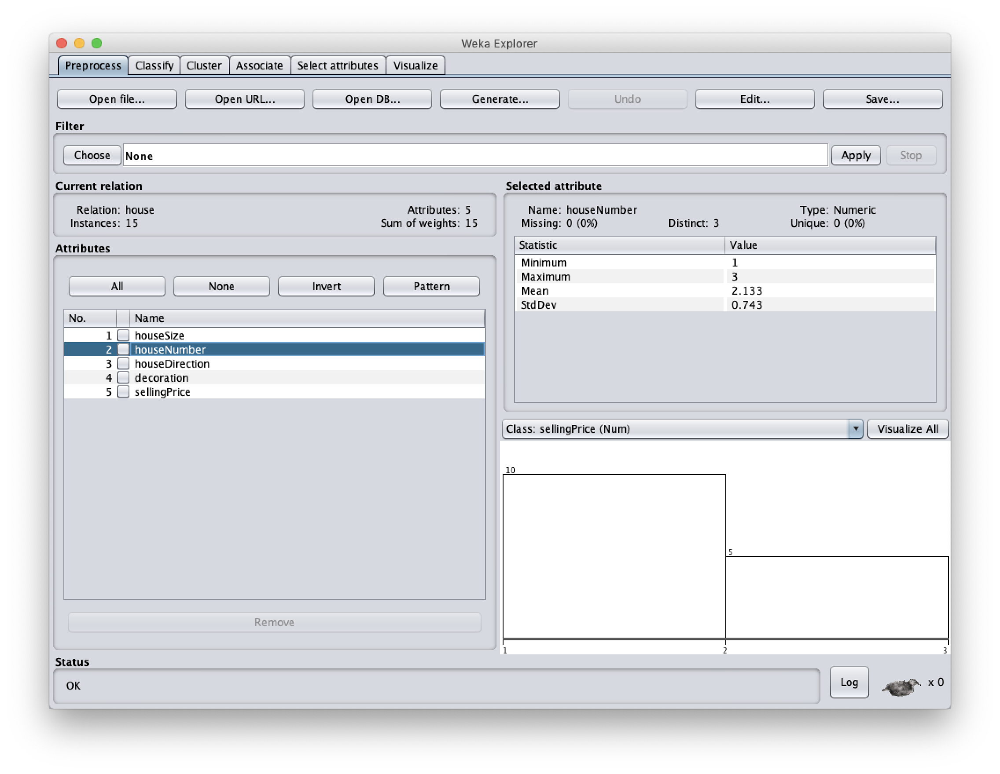 Weka Explorer
Preprocess Classify Cluster Associate Select attributes Visualize
Open file... Open URL... Open DB... Generate... Undo Edit... Save...
Filter
Choose None Apply Stop
Current relation
Relation: house Attributes: 5
Instances: 15 Sum of weights: 15
Attributes
All None Invert Pattern
No. Name
1 houseSize
2 houseNumber
3 houseDirection
4 decoration
5 sellingPrice
Remove
Selected attribute
Name: houseNumber Type: Numeric
Missing: 0 (0%) Distinct: 3 Unique: 0 (0%)
Statistic Value
Minimum 1
Maximum 3
Mean 2.133
StdDev 0.743
Class: sellingPrice (Num) Visualize All
10
5
1 2 3
Status
OK Log x 0